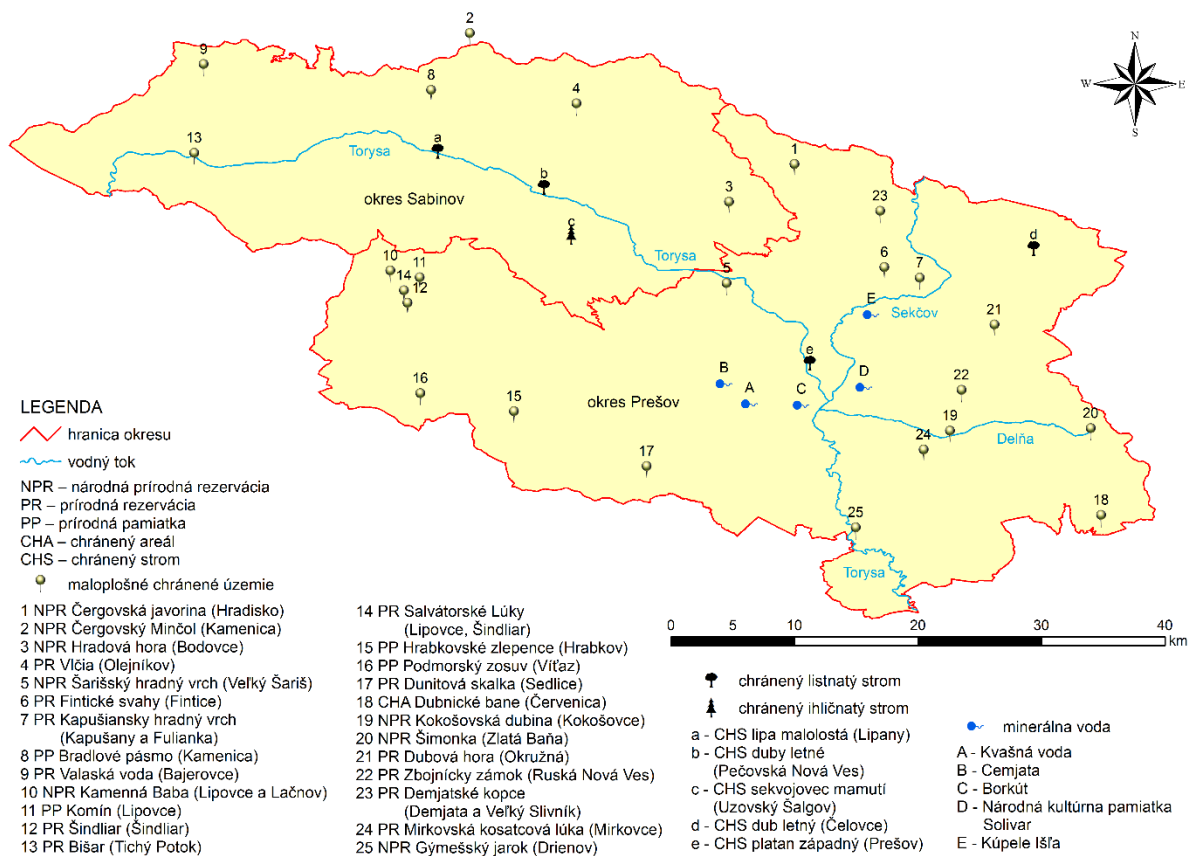 2
N
9
8
4
W
E
S
13
a
Torysa
1
b
3
23
okres Sabinov
c
d
Torysa
10
11
6
7
5
14
12
E
Sekčov
21
e
B
D
22
16
A
C
okres Prešov
15
19
20
24
Delňa
17
18
25
Torysa
LEGENDA
hranica okresu
vodný tok
NPR – národná prírodná rezervácia
PR – prírodná rezervácia
PP – prírodná pamiatka
CHA – chránený areál
CHS – chránený strom
maloplošné chránené územie
1 NPR Čergovská javorina (Hradisko)
2 NPR Čergovský Minčol (Kamenica)
3 NPR Hradová hora (Bodovce)
4 PR Vlčia (Olejníkov)
5 NPR Šarišský hradný vrch (Veľký Šariš)
6 PR Fintické svahy (Fintice)
7 PR Kapušiansky hradný vrch
(Kapušany a Fulianka)
8 PP Bradlové pásmo (Kamenica)
9 PR Valaská voda (Bajerovce)
10 NPR Kamenná Baba (Lipovce a Lačnov)
11 PP Komín (Lipovce)
12 PR Šindliar (Šindliar)
13 PR Bišar (Tichý Potok)
14 PR Salvátorské Lúky
(Lipovce, Šindliar)
15 PP Hrabkovské zlepence (Hrabkov)
16 PP Podmorský zosuv (Víťaz)
17 PR Dunitová skalka (Sedlice)
18 CHA Dubnické bane (Červenica)
19 NPR Kokošovská dubina (Kokošovce)
20 NPR Šimonka (Zlatá Baňa)
21 PR Dubová hora (Okružná)
22 PR Zbojnícky zámok (Ruská Nová Ves)
23 PR Demjatské kopce
(Demjata a Veľký Slivník)
24 PR Mirkovská kosatcová lúka (Mirkovce)
25 NPR Gýmešský jarok (Drienov)
0 5 10 20 30 40
km
chránený listnatý strom
chránený ihličnatý strom
a - CHS lipa malolostá (Lipany)
b - CHS duby letné
(Pečovská Nová Ves)
c - CHS sekvojovec mamutí
(Uzovský Šalgov)
d - CHS dub letný (Čelovce)
e - CHS platan západný (Prešov)
minerálna voda
A - Kvašná voda
B - Cemjata
C - Borkút
D - Národná kultúrna pamiatka
Solivar
E - Kúpele Išľa